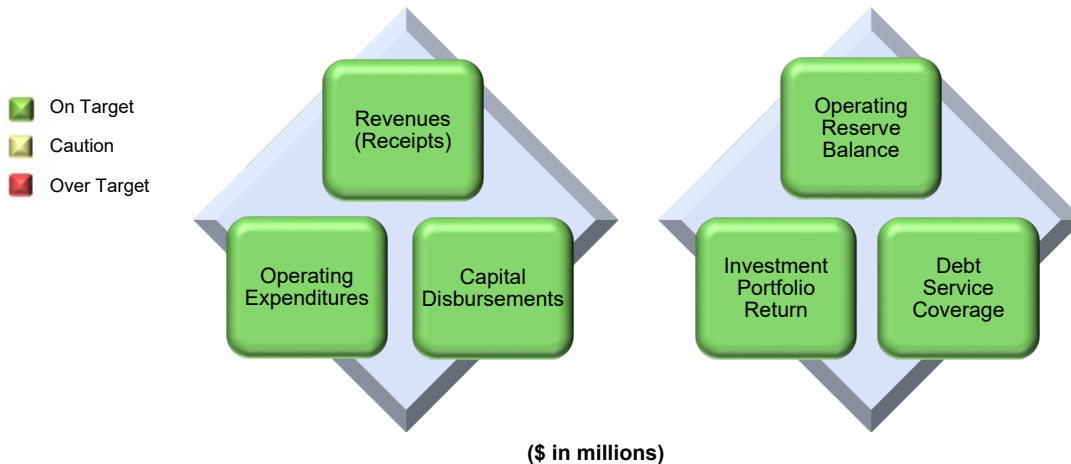 On Target
Caution
Over Target
Revenues
(Receipts)
Operating
Expenditures
Capital
Disbursements
Operating
Reserve
Balance
Investment
Portfolio
Return
Debt
Service
Coverage
($ in millions)